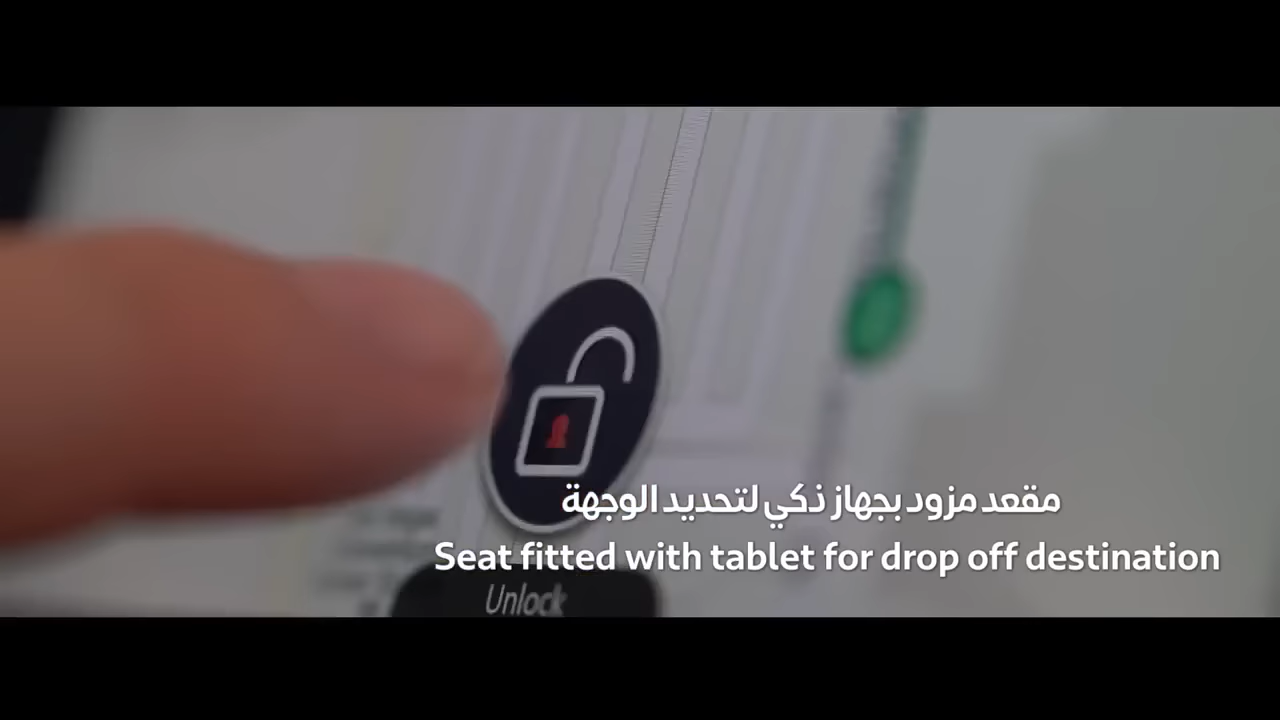 مقعد مزود بجهاز ذكي لتحديد الوجهة
Seat fitted with tablet for drop off destination
Unlock